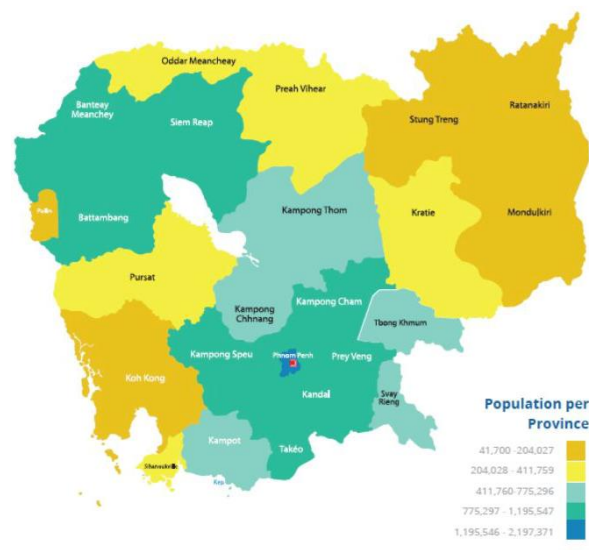 Oddar Meancheay
Preah Vihear
Ratanakiri
Banteay
Meanchey
Stung Treng
Siem Reap
Pailin
Kampong Thom
Kratie
Mondulkiri
Battambang
Pursat
Kampong Cham
Kampong
Chhnang
Tbong Khmum
Kampong Speu
Phnom Penh
Prey Veng
Koh Kong
Kandal
Svay
Rieng
Kampot
Takéo
Sihanoukville
Kep
Population per
Province
41,700 -204,027
204,028 - 411,759
411,760-775,296
775,297 - 1,195,547
1,195,546 - 2,197,371